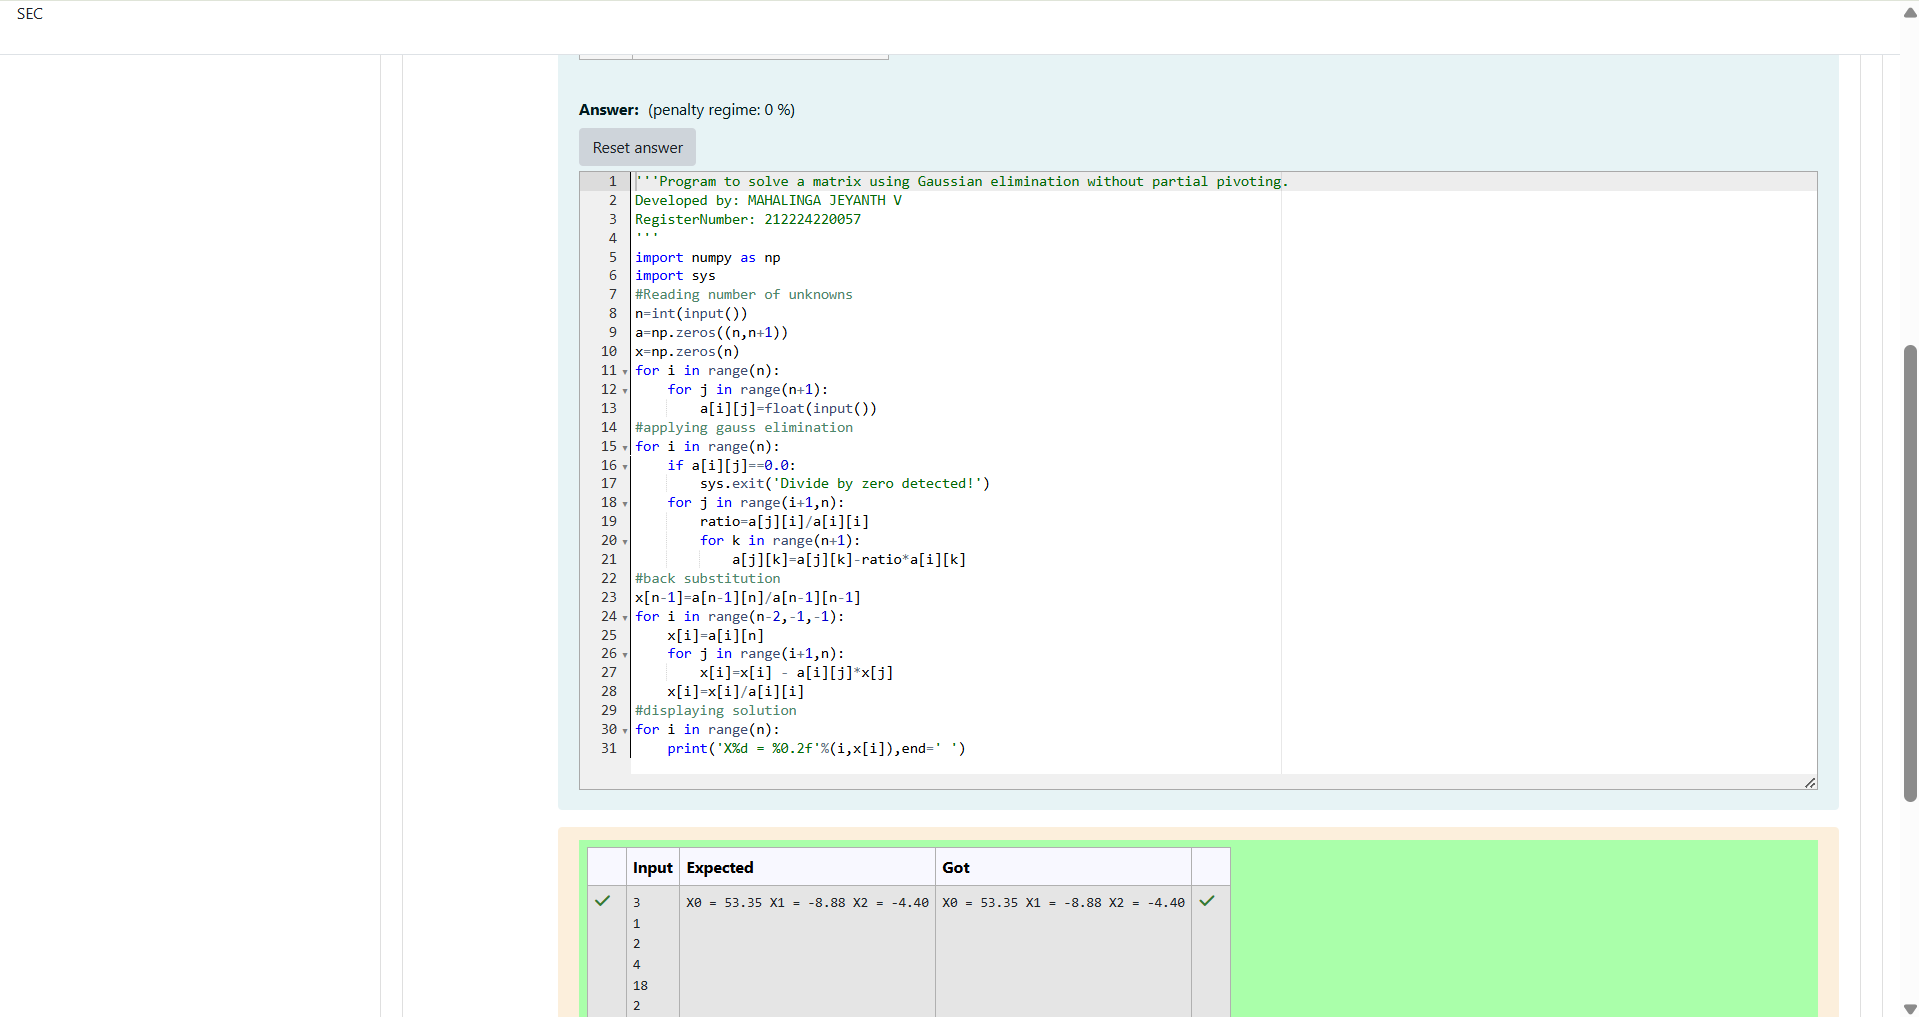 SEC
Answer: (penalty regime: 0 %)
Reset answer
1 '''Program to solve a matrix using Gaussian elimination without partial pivoting.
2 Developed by: MAHALINGA JEYANTH V
3 RegisterNumber: 212224220057
4 '''
5 import numpy as np
6 import sys
7 #Reading number of unknowns
8 n=int(input())
9 a=np.zeros((n,n+1))
10 x=np.zeros(n)
11 for i in range(n):
12     for j in range(n+1):
13         a[i][j]=float(input())
14 #applying gauss elimination
15 for i in range(n):
16     if a[i][j]==0.0:
17         sys.exit('Divide by zero detected!')
18     for j in range(i+1,n):
19         ratio=a[j][i]/a[i][i]
20         for k in range(n+1):
21             a[j][k]=a[j][k]-ratio*a[i][k]
22 #back substitution
23 x[n-1]=a[n-1][n]/a[n-1][n-1]
24 for i in range(n-2,-1,-1):
25     x[i]=a[i][n]
26     for j in range(i+1,n):
27         x[i]=x[i] - a[i][j]*x[j]
28     x[i]=x[i]/a[i][i]
29 #displaying solution
30 for i in range(n):
31     print('X%d = %0.2f'%(i,x[i]),end=' ')
Input Expected Got
3 X0 = 53.35 X1 = -8.88 X2 = -4.40 X0 = 53.35 X1 = -8.88 X2 = -4.40
1
2
4
18
2